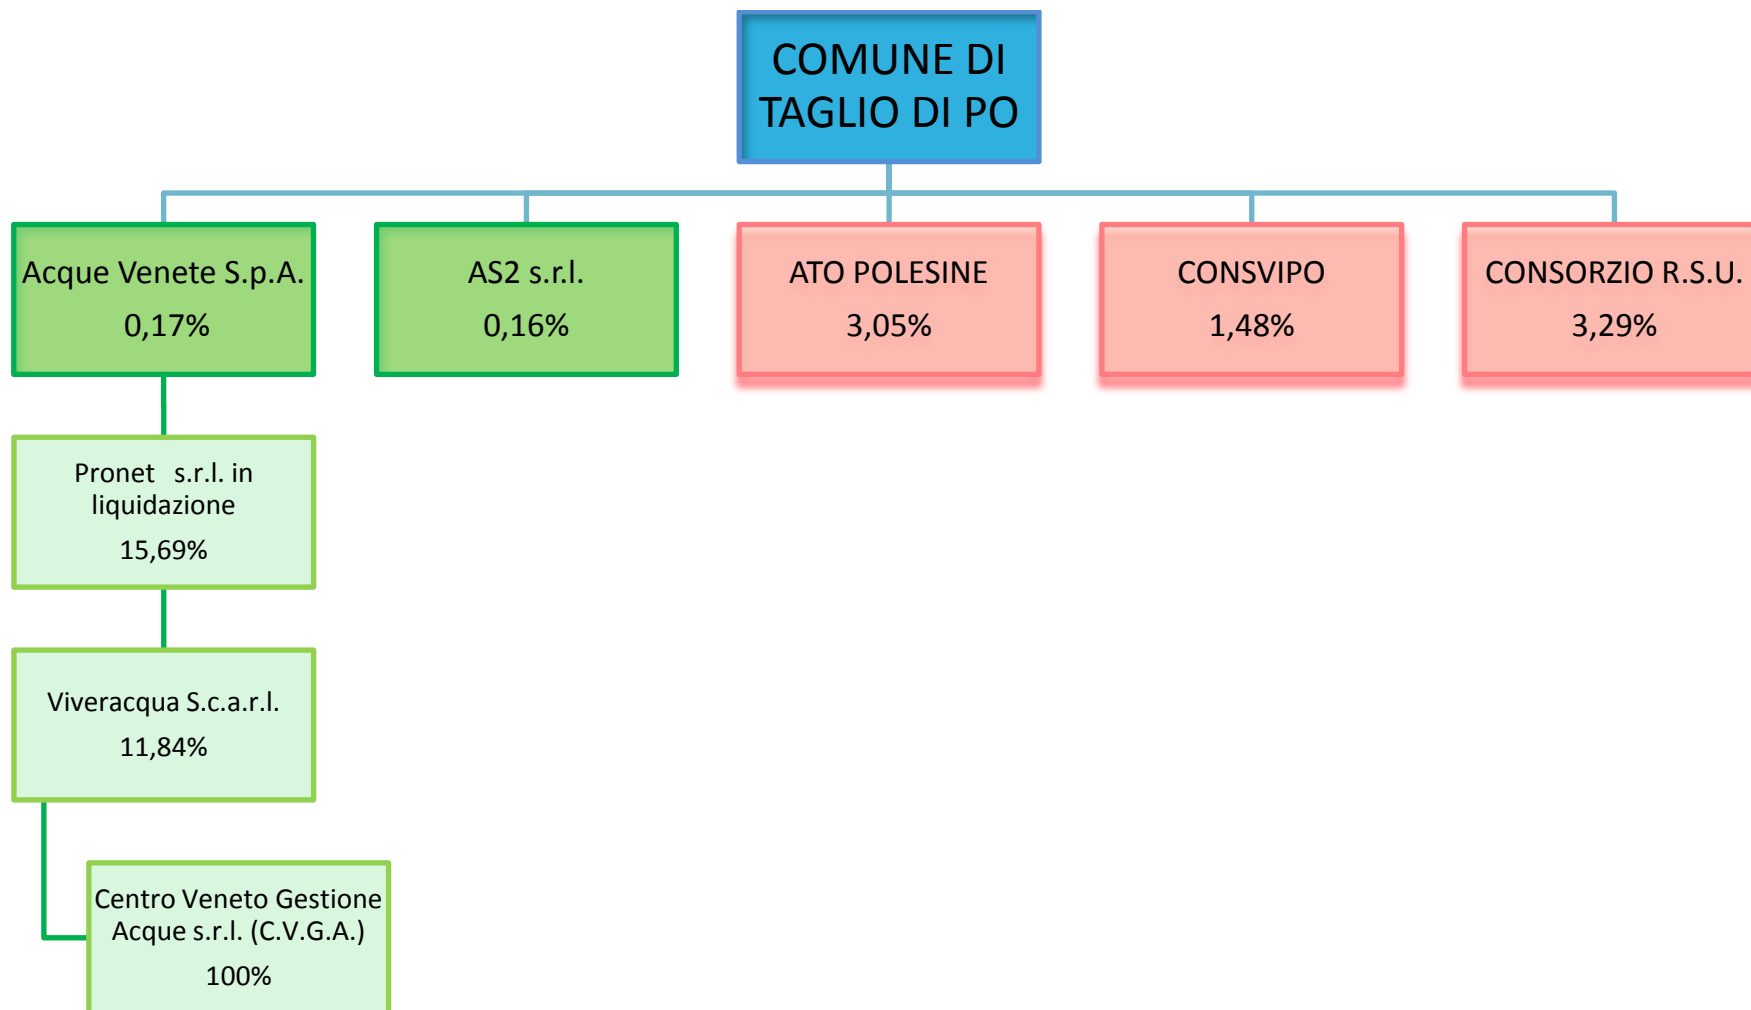 COMUNE DI
TAGLIO DI PO
Acque Venete S.p.A.
0,17%
AS2 s.r.l.
0,16%
ATO POLESINE
3,05%
CONSVIPO
1,48%
CONSORZIO R.S.U.
3,29%
Pronet s.r.l. in
liquidazione
15,69%
Viveracqua S.c.a.r.l.
11,84%
Centro Veneto Gestione
Acque s.r.l. (C.V.G.A.)
100%